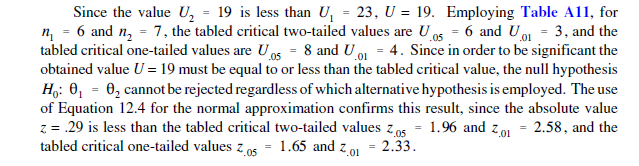 Since the value U₂ = 19 is less than U₁ = 23, U = 19. Employing Table A11, for
n₁ = 6 and n₂ = 7, the tabled critical two-tailed values are U.₀₅ = 6 and U.₀₁ = 3, and the
tabled critical one-tailed values are U.₀₅ = 8 and U.₀₁ = 4. Since in order to be significant the
obtained value U = 19 must be equal to or less than the tabled critical value, the null hypothesis
H₀: θ₁ = θ₂ cannot be rejected regardless of which alternative hypothesis is employed. The use
of Equation 12.4 for the normal approximation confirms this result, since the absolute value
z = .29 is less than the tabled critical two-tailed values z.₀₅ = 1.96 and z.₀₁ = 2.58, and the
tabled critical one-tailed values z.₀₅ = 1.65 and z.₀₁ = 2.33.